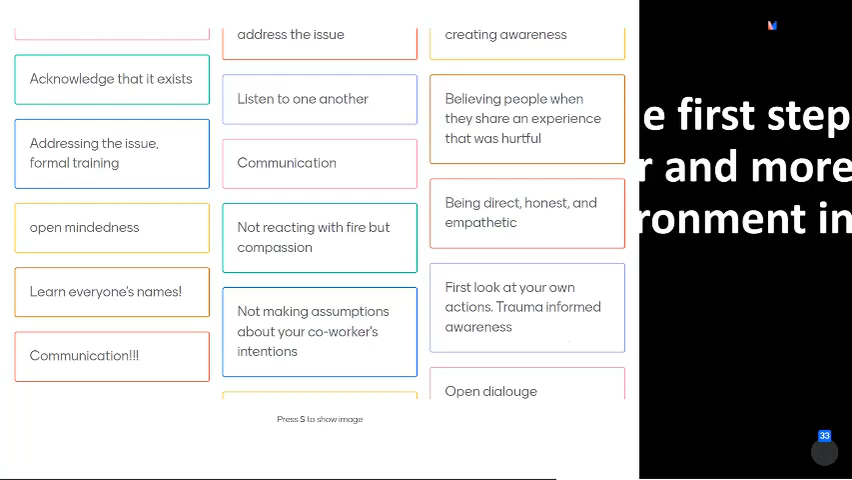 Acknowledge that it exists
Addressing the issue,
formal training
open mindedness
Learn everyone's names!
Communication!!!
address the issue
Listen to one another
Communication
Not reacting with fire but
compassion
Not making assumptions
about your co-worker's
intentions
creating awareness
Believing people when
they share an experience
that was hurtful
Being direct, honest, and
empathetic
First look at your own
actions. Trauma informed
awareness
Open dialouge
Press S to show image
e first step
r and more
ronment in
33